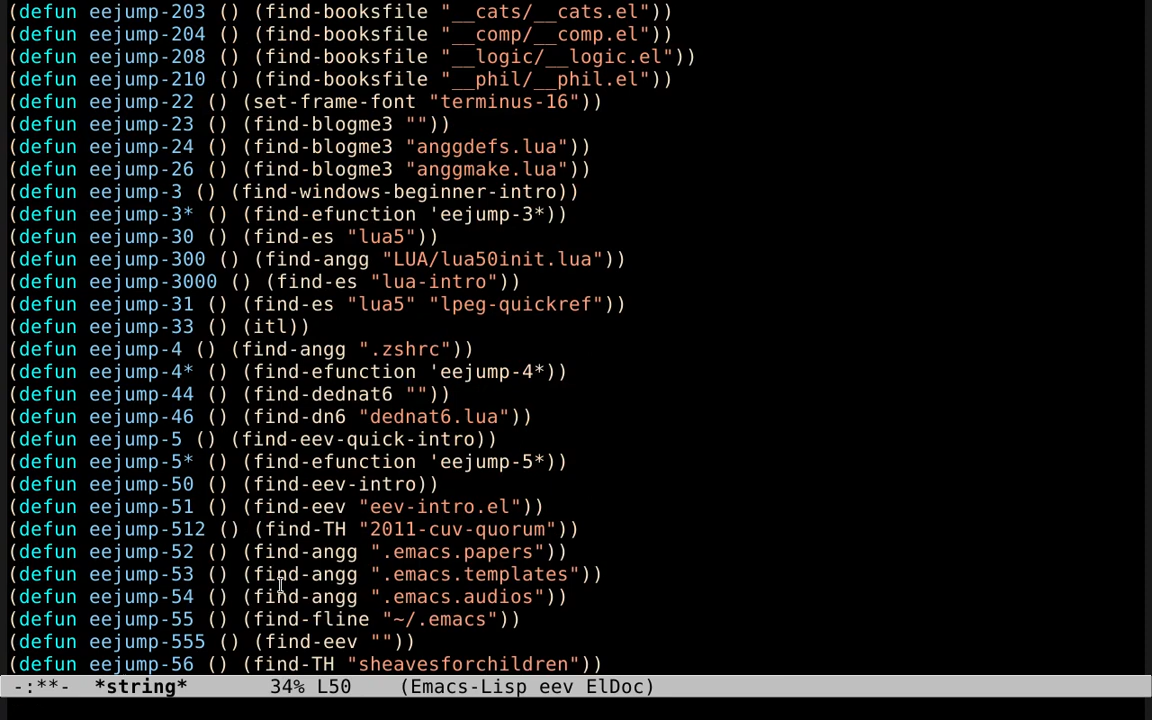 (defun eejump-203 () (find-booksfile "__cats/__cats.el"))
(defun eejump-204 () (find-booksfile "__comp/__comp.el"))
(defun eejump-208 () (find-booksfile "__logic/__logic.el"))
(defun eejump-210 () (find-booksfile "__phil/__phil.el"))
(defun eejump-22 () (set-frame-font "terminus-16"))
(defun eejump-23 () (find-blogme3 ""))
(defun eejump-24 () (find-blogme3 "anggdefs.lua"))
(defun eejump-26 () (find-blogme3 "anggmake.lua"))
(defun eejump-3 () (find-windows-beginner-intro))
(defun eejump-3* () (find-efunction 'eejump-3*))
(defun eejump-30 () (find-es "lua5"))
(defun eejump-300 () (find-angg "LUA/lua50init.lua"))
(defun eejump-3000 () (find-es "lua-intro"))
(defun eejump-31 () (find-es "lua5" "lpeg-quickref"))
(defun eejump-33 () (itl))
(defun eejump-4 () (find-angg ".zshrc"))
(defun eejump-4* () (find-efunction 'eejump-4*))
(defun eejump-44 () (find-dednat6 ""))
(defun eejump-46 () (find-dn6 "dednat6.lua"))
(defun eejump-5 () (find-eev-quick-intro))
(defun eejump-5* () (find-efunction 'eejump-5*))
(defun eejump-50 () (find-eev-intro))
(defun eejump-51 () (find-eev "eev-intro.el"))
(defun eejump-512 () (find-TH "2011-cuv-quorum"))
(defun eejump-52 () (find-angg ".emacs.papers"))
(defun eejump-53 () (find-angg ".emacs.templates"))
(defun eejump-54 () (find-angg ".emacs.audios"))
(defun eejump-55 () (find-fline "~/.emacs"))
(defun eejump-555 () (find-eev ""))
(defun eejump-56 () (find-TH "sheavesforchildren"))
-:**-  *string*       34% L50    (Emacs-Lisp eev ElDoc)